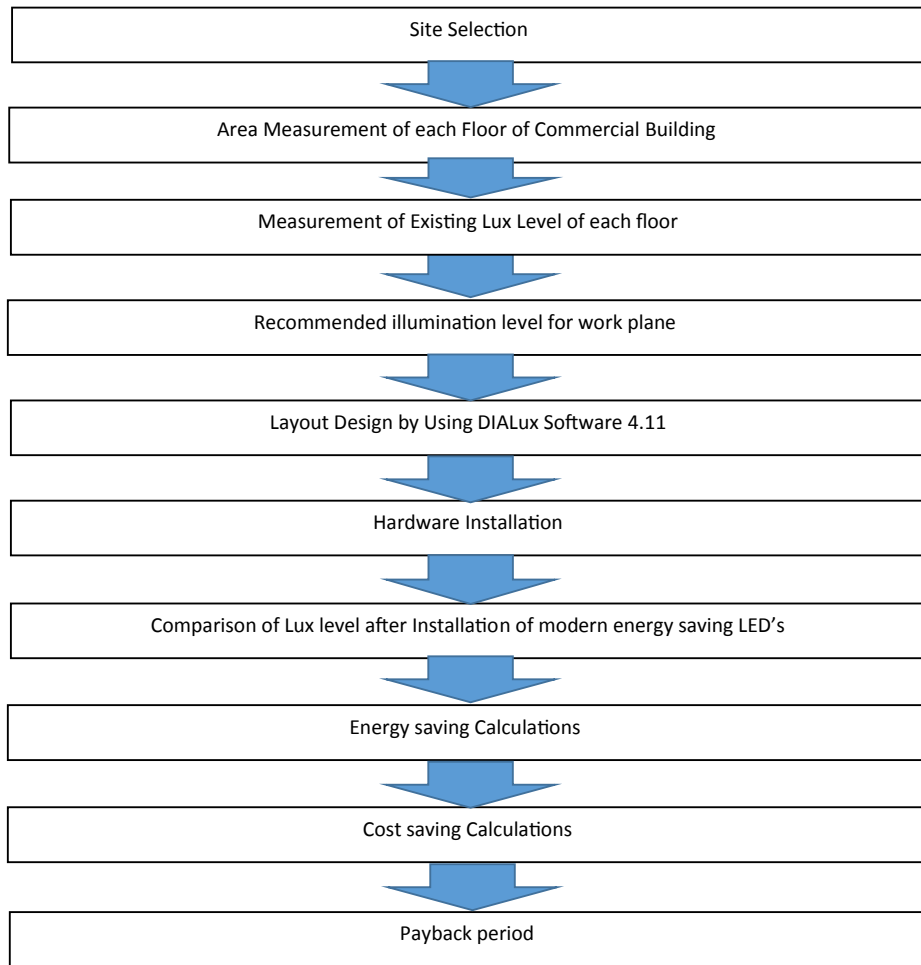 Site Selection
Area Measurement of each Floor of Commercial Building
Measurement of Existing Lux Level of each floor
Recommended illumination level for work plane
Layout Design by Using DIALux Software 4.11
Hardware Installation
Comparison of Lux level after Installation of modern energy saving LED’s
Energy saving Calculations
Cost saving Calculations
Payback period